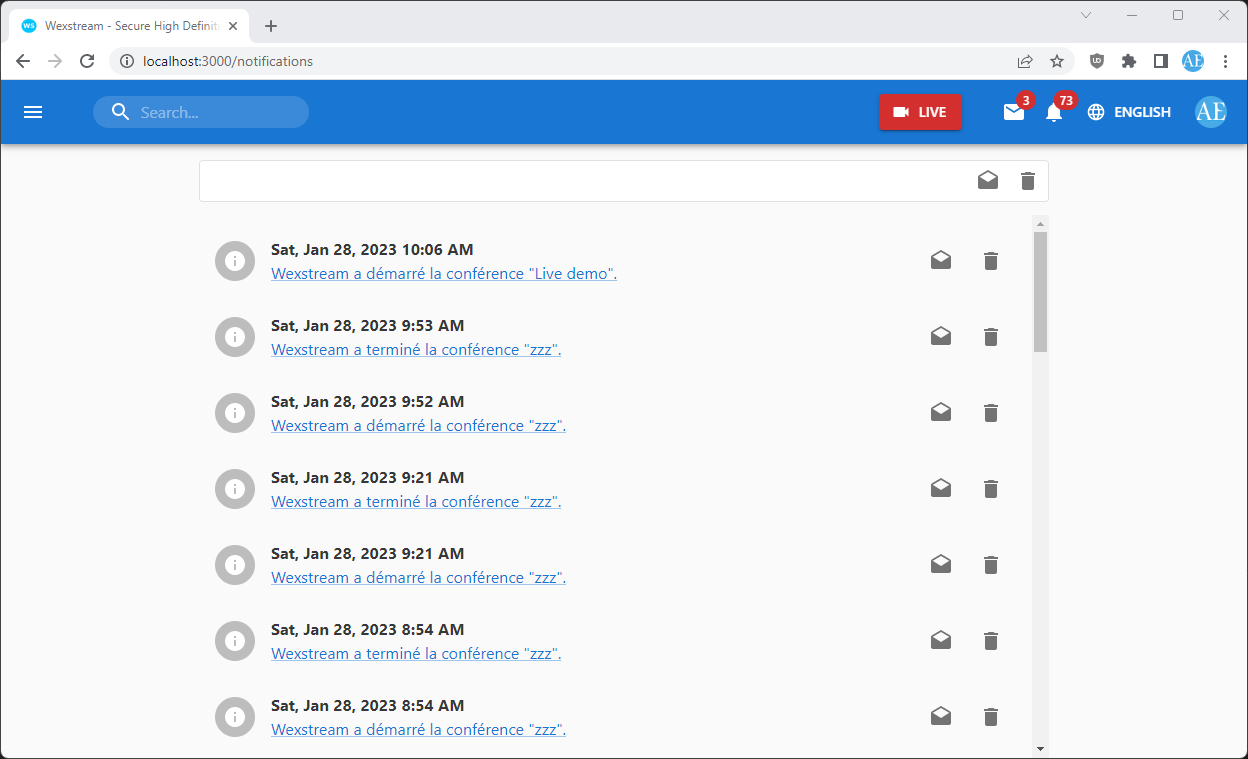 WS Wexstream - Secure High Definit
localhost:3000/notifications
UD
AE
Search...
LIVE
3
73
ENGLISH
AE
Sat, Jan 28, 2023 10:06 AM
Wexstream a démarré la conférence "Live demo".
Sat, Jan 28, 2023 9:53 AM
Wexstream a terminé la conférence "zzz".
Sat, Jan 28, 2023 9:52 AM
Wexstream a démarré la conférence "zzz".
Sat, Jan 28, 2023 9:21 AM
Wexstream a terminé la conférence "zzz".
Sat, Jan 28, 2023 9:21 AM
Wexstream a démarré la conférence "zzz".
Sat, Jan 28, 2023 8:54 AM
Wexstream a terminé la conférence "zzz".
Sat, Jan 28, 2023 8:54 AM
Wexstream a démarré la conférence "zzz".